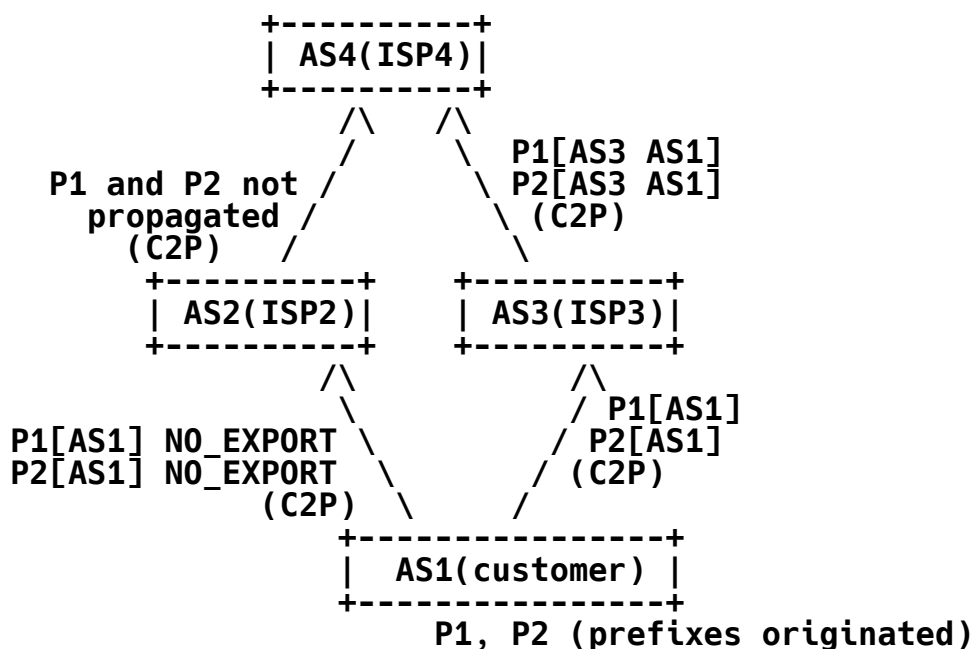 +----------+
| AS4(ISP4)|
+----------+
/\ /\
/ \ P1[AS3 AS1]
P1 and P2 not / \ P2[AS3 AS1]
propagated / \ (C2P)
(C2P) / \
+----------+ +----------+
| AS2(ISP2)| | AS3(ISP3)|
+----------+ +----------+
/\ /\
\ / P1[AS1]
P1[AS1] NO_EXPORT \ / P2[AS1]
P2[AS1] NO_EXPORT \ / (C2P)
(C2P) \ /
+----------------+
| AS1(customer) |
+----------------+
P1, P2 (prefixes originated)